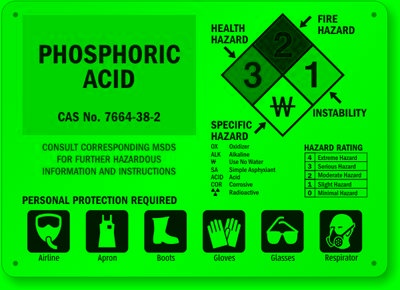 PHOSPHORIC
ACID
CAS No. 7664-38-2
CONSULT CORRESPONDING MSDS
FOR FURTHER HAZARDOUS
INFORMATION AND INSTRUCTIONS
HEALTH
HAZARD
FIRE
HAZARD
2
3
1
W
INSTABILITY
SPECIFIC
HAZARD
OX Oxidizer
ALK Alkaline
W Use No Water
SA Simple Asphyxiant
ACID Acid
COR Corrosive
Radioactive
HAZARD RATING
4 Extreme Hazard
3 Serious Hazard
2 Moderate Hazard
1 Slight Hazard
0 Minimal Hazard
PERSONAL PROTECTION REQUIRED
Airline
Apron
Boots
Gloves
Glasses
Respirator